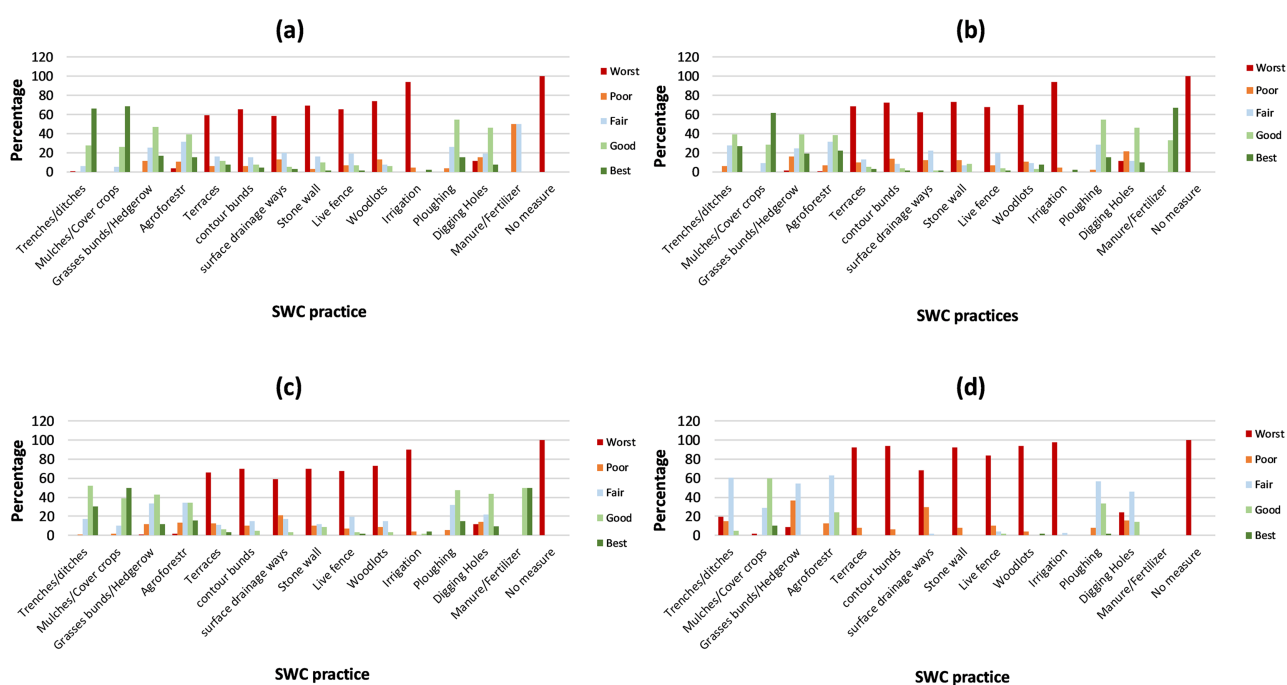 (a)
120
100
80
60
40
20
0
Percentage
Worst
Poor
Fair
Good
Best
Trenches/ditches
Mulches/Cover crops
Grasses bunds/Hedgerow
Agroforestr
Terraces
contour bunds
surface drainage ways
Stone wall
Live fence
Woodlots
Irrigation
Ploughing
Digging Holes
Manure/Fertilizer
No measure
SWC practice
(b)
120
100
80
60
40
20
0
Percentage
Worst
Poor
Fair
Good
Best
Trenches/ditches
Mulches/Cover crops
Grasses bunds/Hedgerow
Agroforestr
Terraces
contour bunds
surface drainage ways
Stone wall
Live fence
Woodlots
Irrigation
Ploughing
Digging Holes
Manure/Fertilizer
No measure
SWC practices
(c)
120
100
80
60
40
20
0
Percentage
Worst
Poor
Fair
Good
Best
Trenches/ditches
Mulches/Cover crops
Grasses bunds/Hedgerow
Agroforestr
Terraces
contour bunds
surface drainage ways
Stone wall
Live fence
Woodlots
Irrigation
Ploughing
Digging Holes
Manure/Fertilizer
No measure
SWC practice
(d)
120
100
80
60
40
20
0
Percentage
Worst
Poor
Fair
Good
Best
Trenches/ditches
Mulches/Cover crops
Grasses bunds/Hedgerow
Agroforestr
Terraces
contour bunds
surface drainage ways
Stone wall
Live fence
Woodlots
Irrigation
Ploughing
Digging Holes
Manure/Fertilizer
No measure
SWC practice